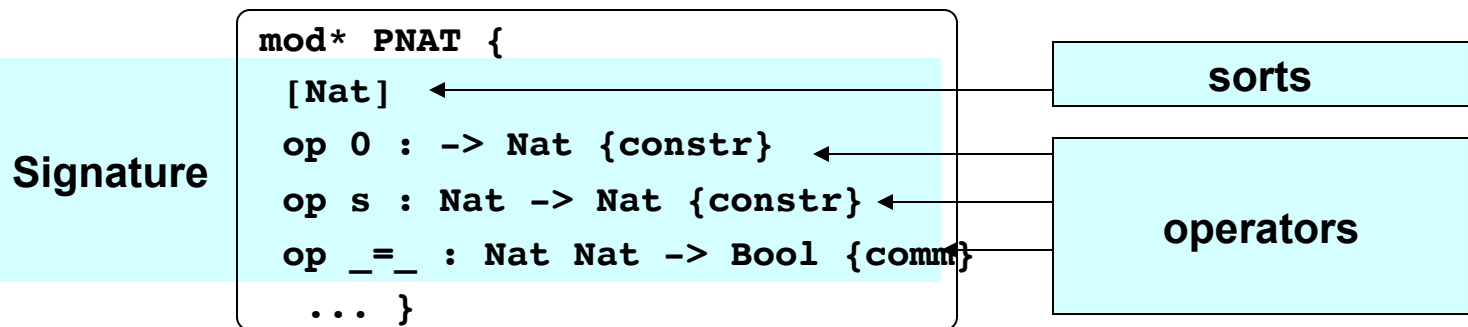 mod* PNAT {
[Nat]
op 0 : -> Nat {constr}
op s : Nat -> Nat {constr}
op _=_ : Nat Nat -> Bool {comm}
... }
Signature
sorts
operators